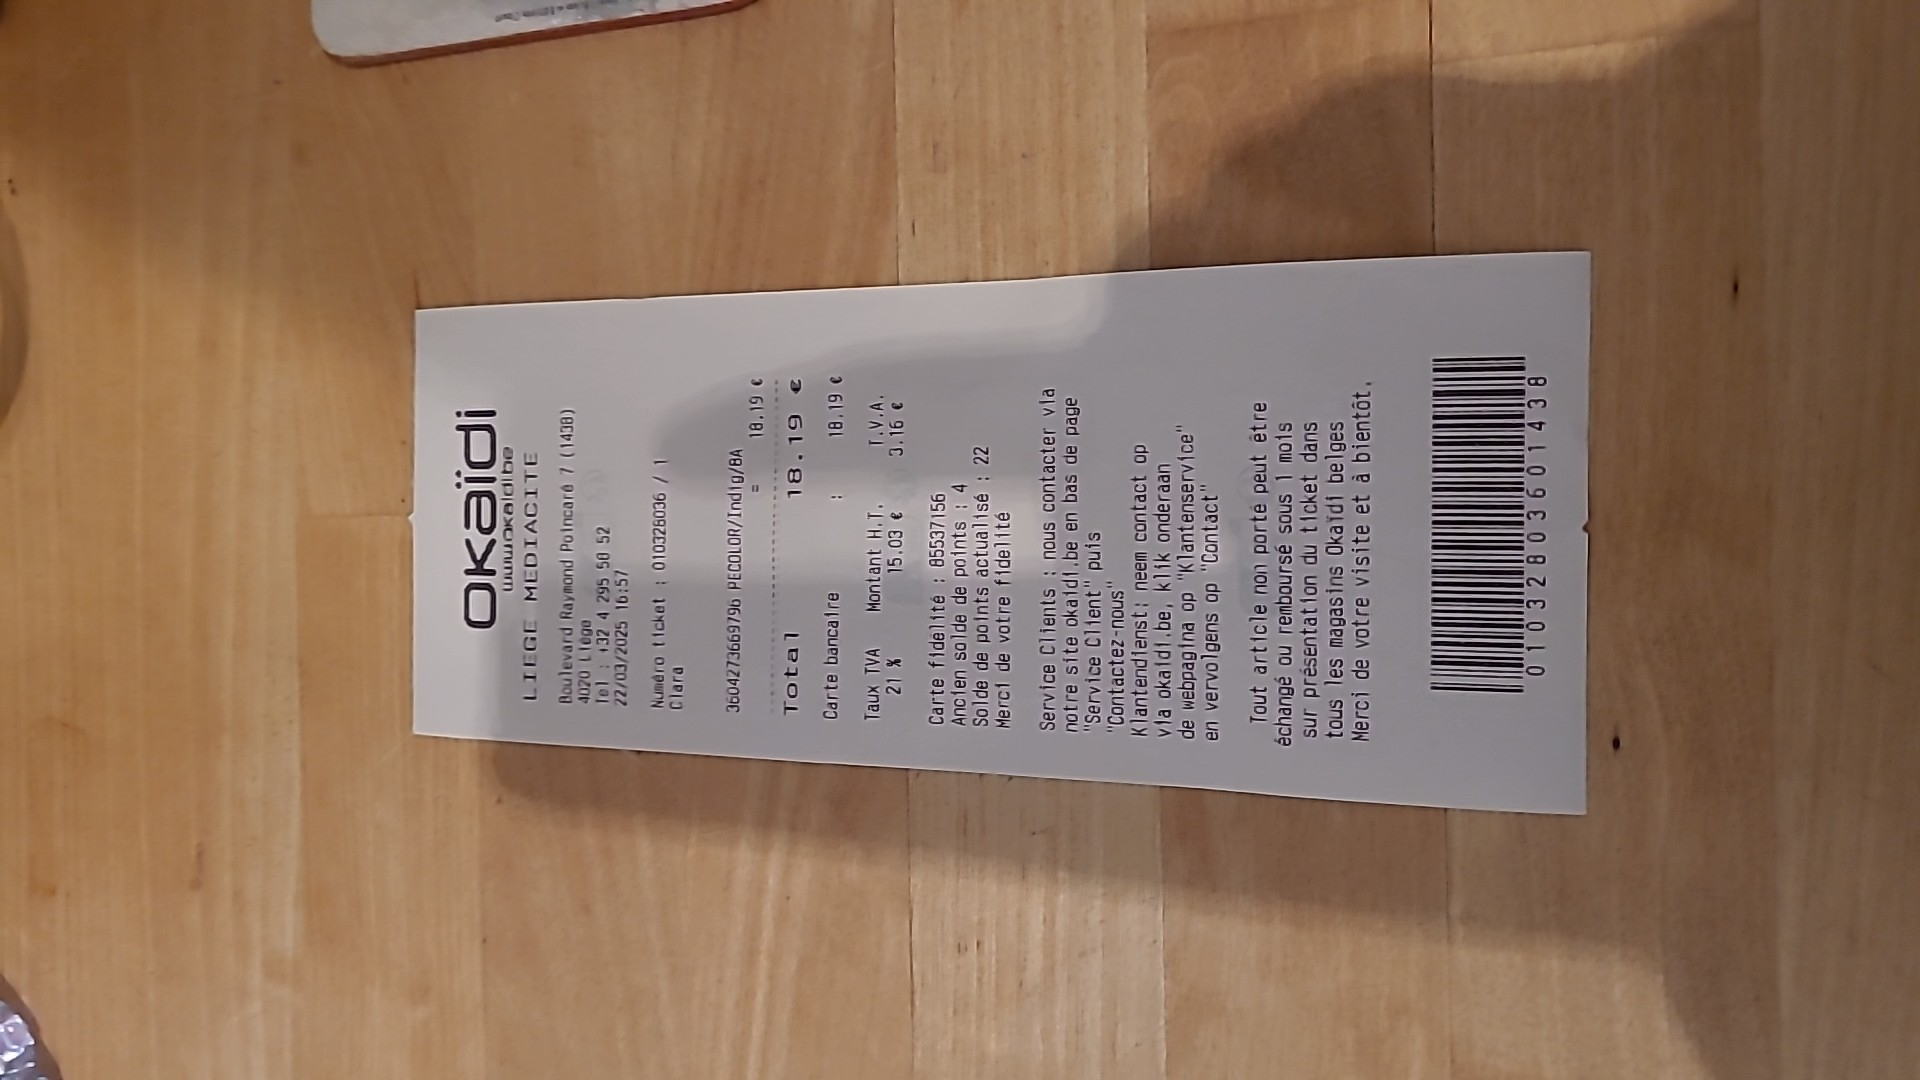 okaïdi
www.okaidi.be
LIEGE MEDIACITE
Boulevard Raymond Poincaré 7 (1438)
4020 Liège
Tel : +32 4 295 50 52
22/03/2025 16:57
Numéro ticket : 010328036 / 1
Clara
3604273669796 PECOLOR/Indig/8A
= 18.19 €
Total 18.19 €
Carte bancaire : 18.19 €
Taux TVA Montant H.T. T.V.A.
21 % 15.03 € 3.16 €
Carte fidélité : 85537156
Ancien solde de points : 4
Solde de points actualisé : 22
Merci de votre fidelité
Service Clients : nous contacter via
notre site okaidi.be en bas de page
"Service Client" puis
"Contactez-nous"
Klantendienst: neem contact op
via okaidi.be, klik onderaan
de webpagina op "Klantenservice"
en vervolgens op "Contact"
Tout article non porté peut être
échangé ou remboursé sous 1 mois
sur présentation du ticket dans
tous les magasins Okaïdi belges
Merci de votre visite et à bientôt.
01032803601438